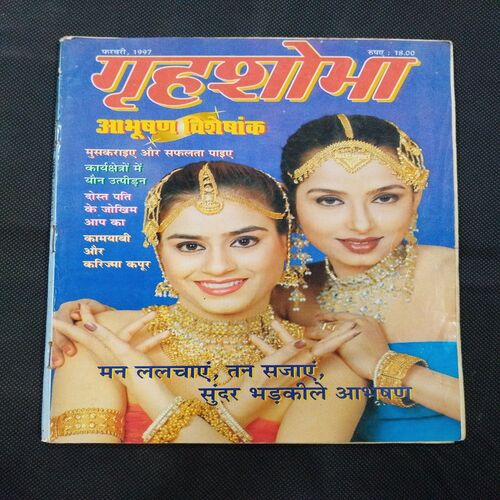 फरवरी, 1997
रुपए : 18.00
गृहशोभा
आभूषण विशेषांक
मुसकराइए और सफलता पाइए
कार्यक्षेत्रों में
यौन उत्पीड़न
दोस्त पति
के जोखिम
आप का
कामयाबी
और
करिश्मा कपूर
मन ललचाएं, तन सजाएं,
सुंदर भड़कीले आभूषण